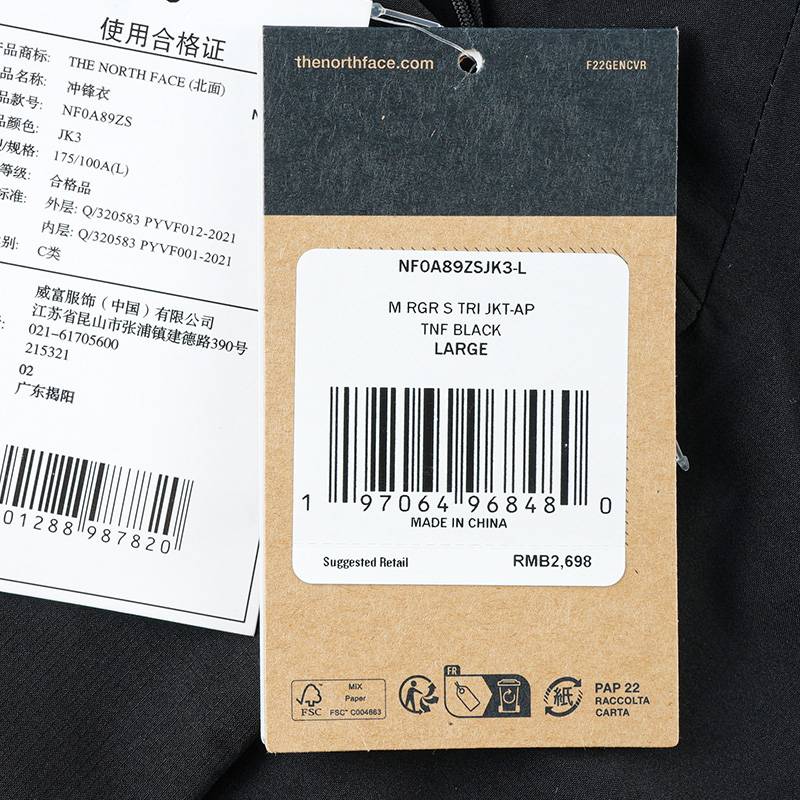 使用合格证
产品商标: THE NORTH FACE (北面)
品名称: 冲锋衣
品款号: NF0A89ZS
品颜色: JK3
/规格: 175/100A(L)
等级: 合格品
标准: 外层: Q/320583 PYVF012-2021
内层: Q/320583 PYVF001-2021
别: C类
威富服饰（中国）有限公司
江苏省昆山市张浦镇建德路390号
021-61705600
215321
02
广东揭阳
01288 987820
thenorthface.com
F22GENCVR
NF0A89ZSJK3-L
M RGR S TRI JKT-AP
TNF BLACK
LARGE
1 97064 96848 0
MADE IN CHINA
Suggested Retail RMB2,698
FSC
MIX
Paper
FSC™ C004663
FR
紙
PAP 22
RACCOLTA
CARTA